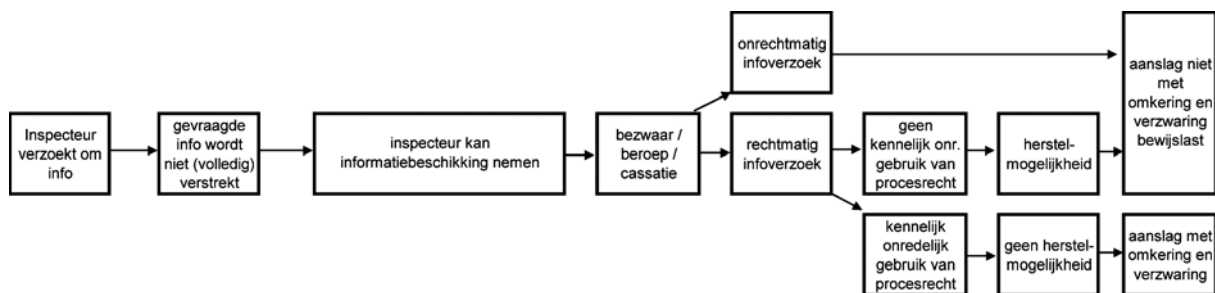 Inspecteur
verzoekt om
info
gevraagde
info wordt
niet (volledig)
verstrekt
inspecteur kan
informatiebeschikking nemen
bezwaar /
beroep /
cassatie
onrechtmatig
infoverzoek
rechtmatig
infoverzoek
geen
kennelijk onr.
gebruik van
procesrecht
herstel-
mogelijkheid
aanslag niet
met
omkering en
verzwaring
bewijslast
kennelijk
onredelijk
gebruik van
procesrecht
geen herstel-
mogelijkheid
aanslag met
omkering en
verzwaring